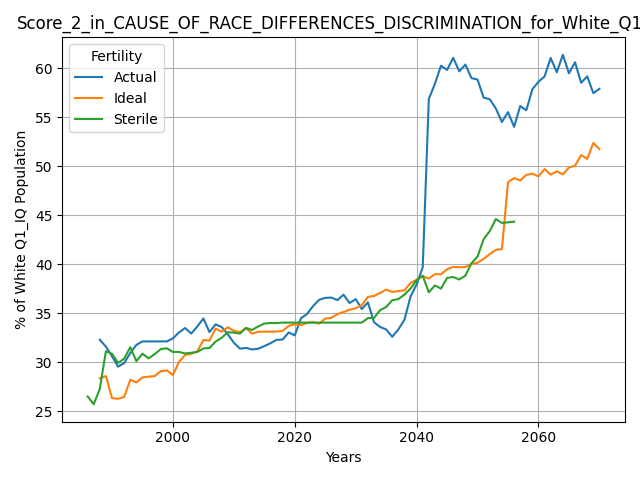 Score_2_in_CAUSE_OF_RACE_DIFFERENCES_DISCRIMINATION_for_White_Q1
Fertility
Actual
Ideal
Sterile
% of White Q1_IQ Population
60
55
50
45
40
35
30
25
2000 2020 2040 2060
Years